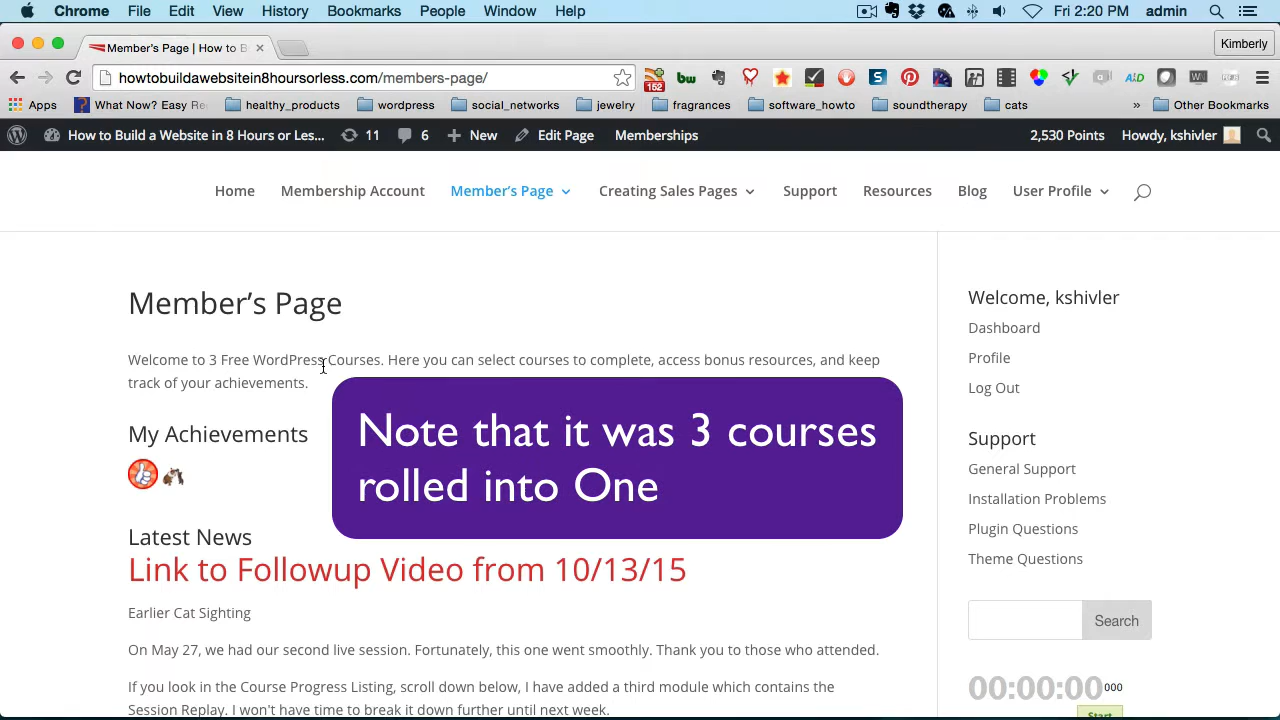 Chrome File Edit View History Bookmarks People Window Help Fri 2:20 PM admin
Member's Page | How to B Kimberly
howtobuildawebsitein8hoursorless.com/members-page/ 152 bw
Apps What Now? Easy Re healthy_products wordpress social_networks jewelry fragran software_howto soundtherapy cats » Other Bookmarks
How to Build a Website in 8 Hours or Les... 11 6 New Edit Page Memberships 2,530 Points Howdy, kshivler
Home Membership Account Member's Page Creating Sales Pages Support Resources Blog User Profile
Member's Page
Welcome to 3 Free WordPress Courses. Here you can select courses to complete, access bonus resources, and keep
track of your achievements.
My Achievements
Note that it was 3 courses
rolled into One
Latest News
Link to Followup Video from 10/13/15
Earlier Cat Sighting
On May 27, we had our second live session. Fortunately, this one went smoothly. Thank you to those who attended.
If you look in the Course Progress Listing, scroll down below, I have added a third module which contains the
Session Replay. I won't have time to break it down further until next week.
Welcome, kshivler
Dashboard
Profile
Log Out
Support
General Support
Installation Problems
Plugin Questions
Theme Questions
Search
00:00:00 000
Start